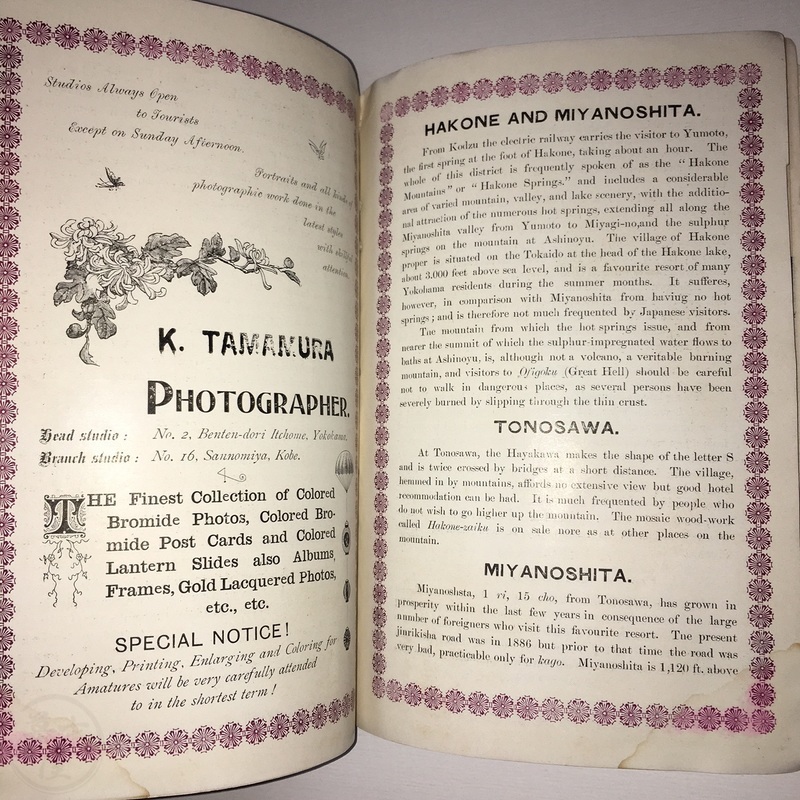 Studios Always Open
to Tourists
Except on Sunday Afternoon.
Portraits and all kinds of
photographic work done in the
latest styles
with
attention.
K. TAMAMURA
PHOTOGRAPHER.
Head studio : No. 2, Benten-dori Itchome, Yokohama.
Branch studio : No. 16, Sannomiya, Kobe.
THE Finest Collection of Colored
Bromide Photos, Colored Bro-
mide Post Cards and Colored
Lantern Slides also Albums,
Frames, Gold Lacquered Photos,
etc., etc.
SPECIAL NOTICE!
Developing, Printing, Enlarging and Coloring for
Amatures will be very carefully attended
to in the shortest term !
HAKONE AND MIYANOSHITA.
From Kodzu the electric railway carries the visitor to Yumoto,
the first spring at the foot of Hakone, taking about an hour. The
whole of this district is frequently spoken of as the "Hakone
Mountains" or "Hakone Springs." and includes a considerable
area of varied mountain, valley, and lake scenery, with the additio-
nal attraction of the numerous hot springs, extending all along the
Miyanoshita valley from Yumoto to Miyagi-no,and the sulphur
springs on the mountain at Ashinoyu. The village of Hakone
proper is situated on the Tokaido at the head of the Hakone lake,
about 3,000 feet above sea level, and is a favourite resort of many
Yokohama residents during the summer months. It sufferes,
however, in comparison with Miyanoshita from having no hot
springs ; and is therefore not much frequented by Japanese visitors.
The mountain from which the hot springs issue, and from
nearer the summit of which the sulphur-impregnated water flows to
baths at Ashinoyu, is, although not a volcano, a veritable burning
mountain, and visitors to Ojigoku (Great Hell) should be careful
not to walk in dangerous places, as several persons have been
severely burned by slipping through the thin crust.
TONOSAWA.
At Tonosawa, the Hayakawa makes the shape of the letter S
and is twice crossed by bridges at a short distance. The village,
hemmed in by mountains, affords no extensive view but good hotel
recommodation can be had. It is much frequented by people who
do not wish to go higher up the mountain. The mosaic wood-work
called Hokone-zaiku is on sale nore as at other places on the
mountain.
MIYANOSHITA.
Miyanoshsta, 1 ri, 15 cho, from Tonosawa, has grown in
prosperity within the last few years in consequence of the large
number of foreigners who visit this favourite resort. The present
jinrikisha road was in 1886 but prior to that time the road was
very bad, practicable only for kago. Miyanoshita is 1,120 ft. above